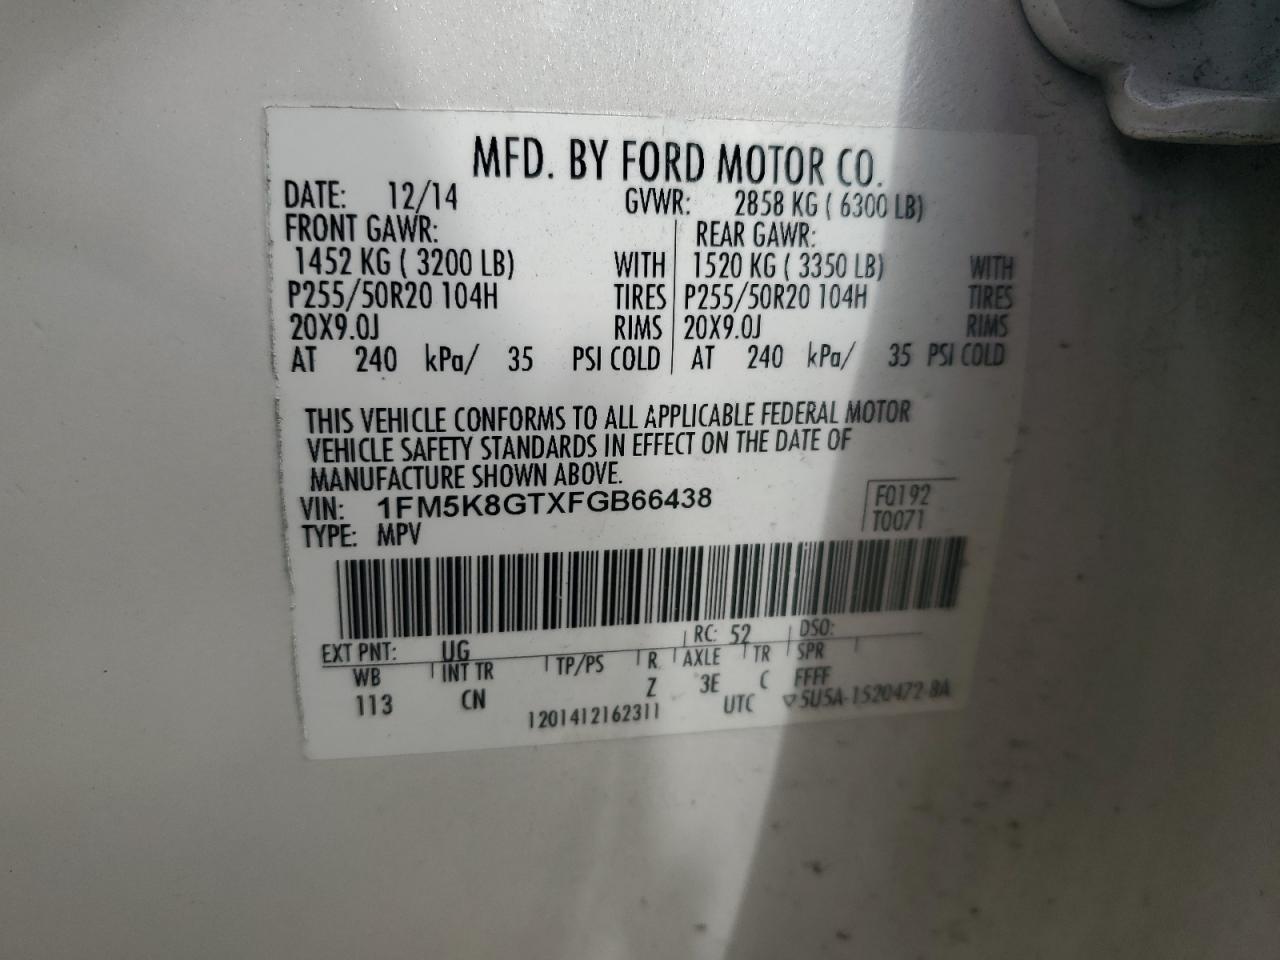 MFD. BY FORD MOTOR CO.
DATE: 12/14 GVWR: 2858 KG ( 6300 LB)
FRONT GAWR: REAR GAWR:
1452 KG ( 3200 LB) WITH 1520 KG ( 3350 LB) WITH
P255/50R20 104H TIRES P255/50R20 104H TIRES
20X9.0J RIMS 20X9.0J RIMS
AT 240 kPa/ 35 PSI COLD AT 240 kPa/ 35 PSI COLD
THIS VEHICLE CONFORMS TO ALL APPLICABLE FEDERAL MOTOR
VEHICLE SAFETY STANDARDS IN EFFECT ON THE DATE OF
MANUFACTURE SHOWN ABOVE.
VIN: 1FM5K8GTXFGB66438 F0192
TYPE: MPV T0071
EXT PNT: UG RC: 52 DSO:
WB INT TR TP/PS R AXLE TR SPR
113 CN Z 3E C FFFF
1201412162311 UTC ▽5U5A-1520472-BA